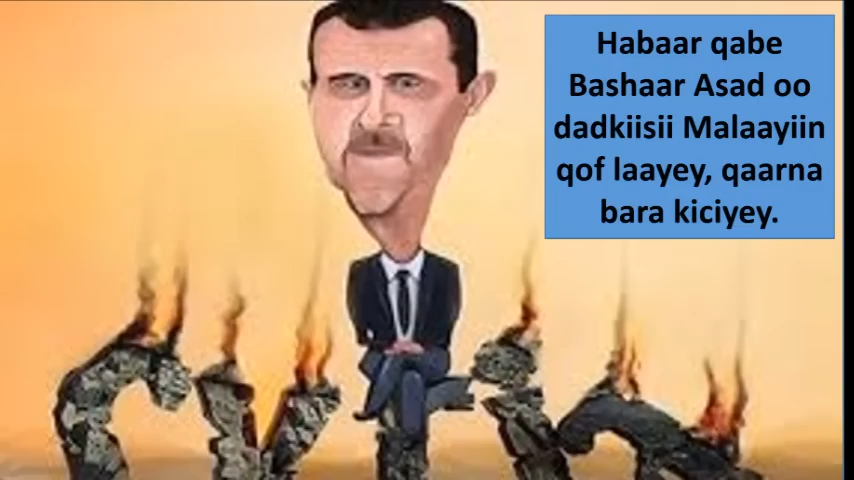 Habaar qabe
Bashaar Asad oo
dadkiisii Malaayiin
qof laayey, qaarna
bara kiciyey.